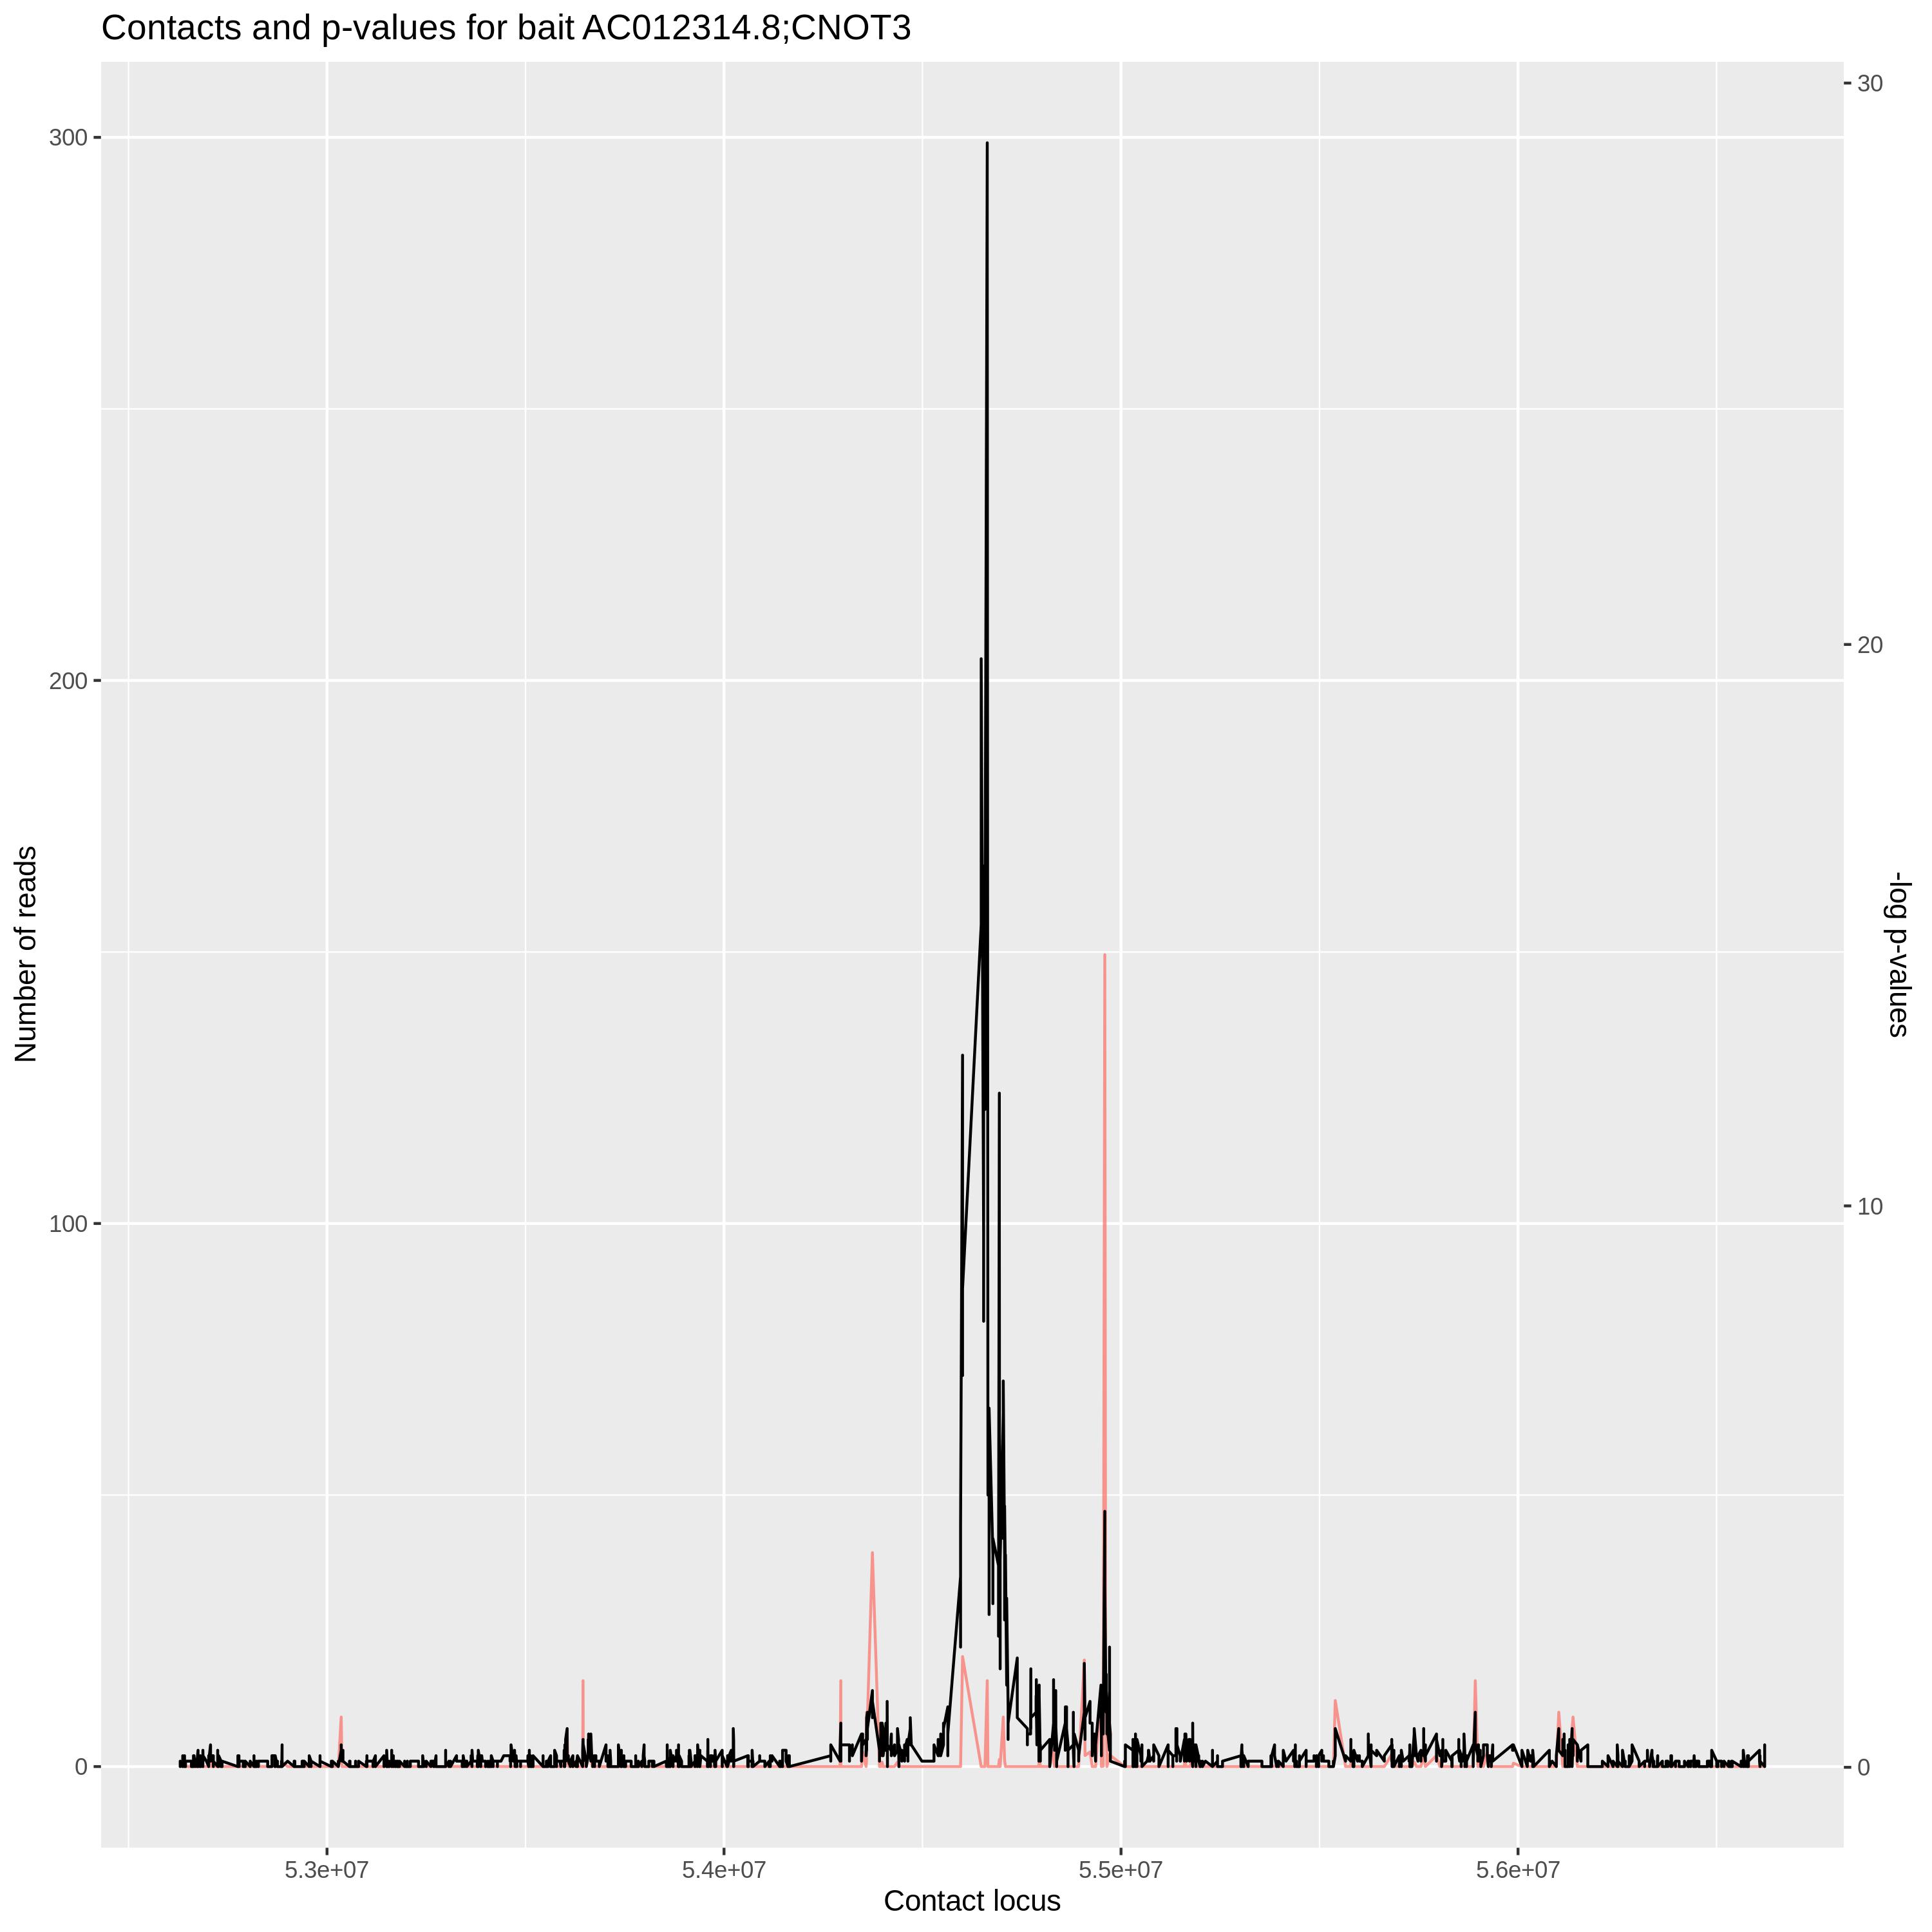 Contacts and p-values for bait AC012314.8;CNOT3
30
300
20
200
Number of reads
-log p-values
10
100
0
0
5.3e+07
5.4e+07
5.5e+07
5.6e+07
Contact locus